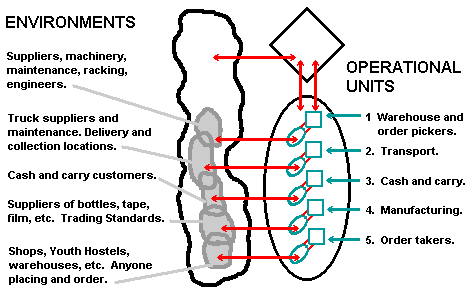 ENVIRONMENTS
Suppliers, machinery,
maintenance, racking,
engineers.
Truck suppliers and
maintenance. Delivery and
collection locations.
Cash and carry customers.
Suppliers of bottles, tape,
film, etc. Trading Standards.
Shops, Youth Hostels,
warehouses, etc. Anyone
placing and order.
OPERATIONAL
UNITS
1 Warehouse and
order pickers.
2. Transport.
3. Cash and carry.
4. Manufacturing.
5. Order takers.